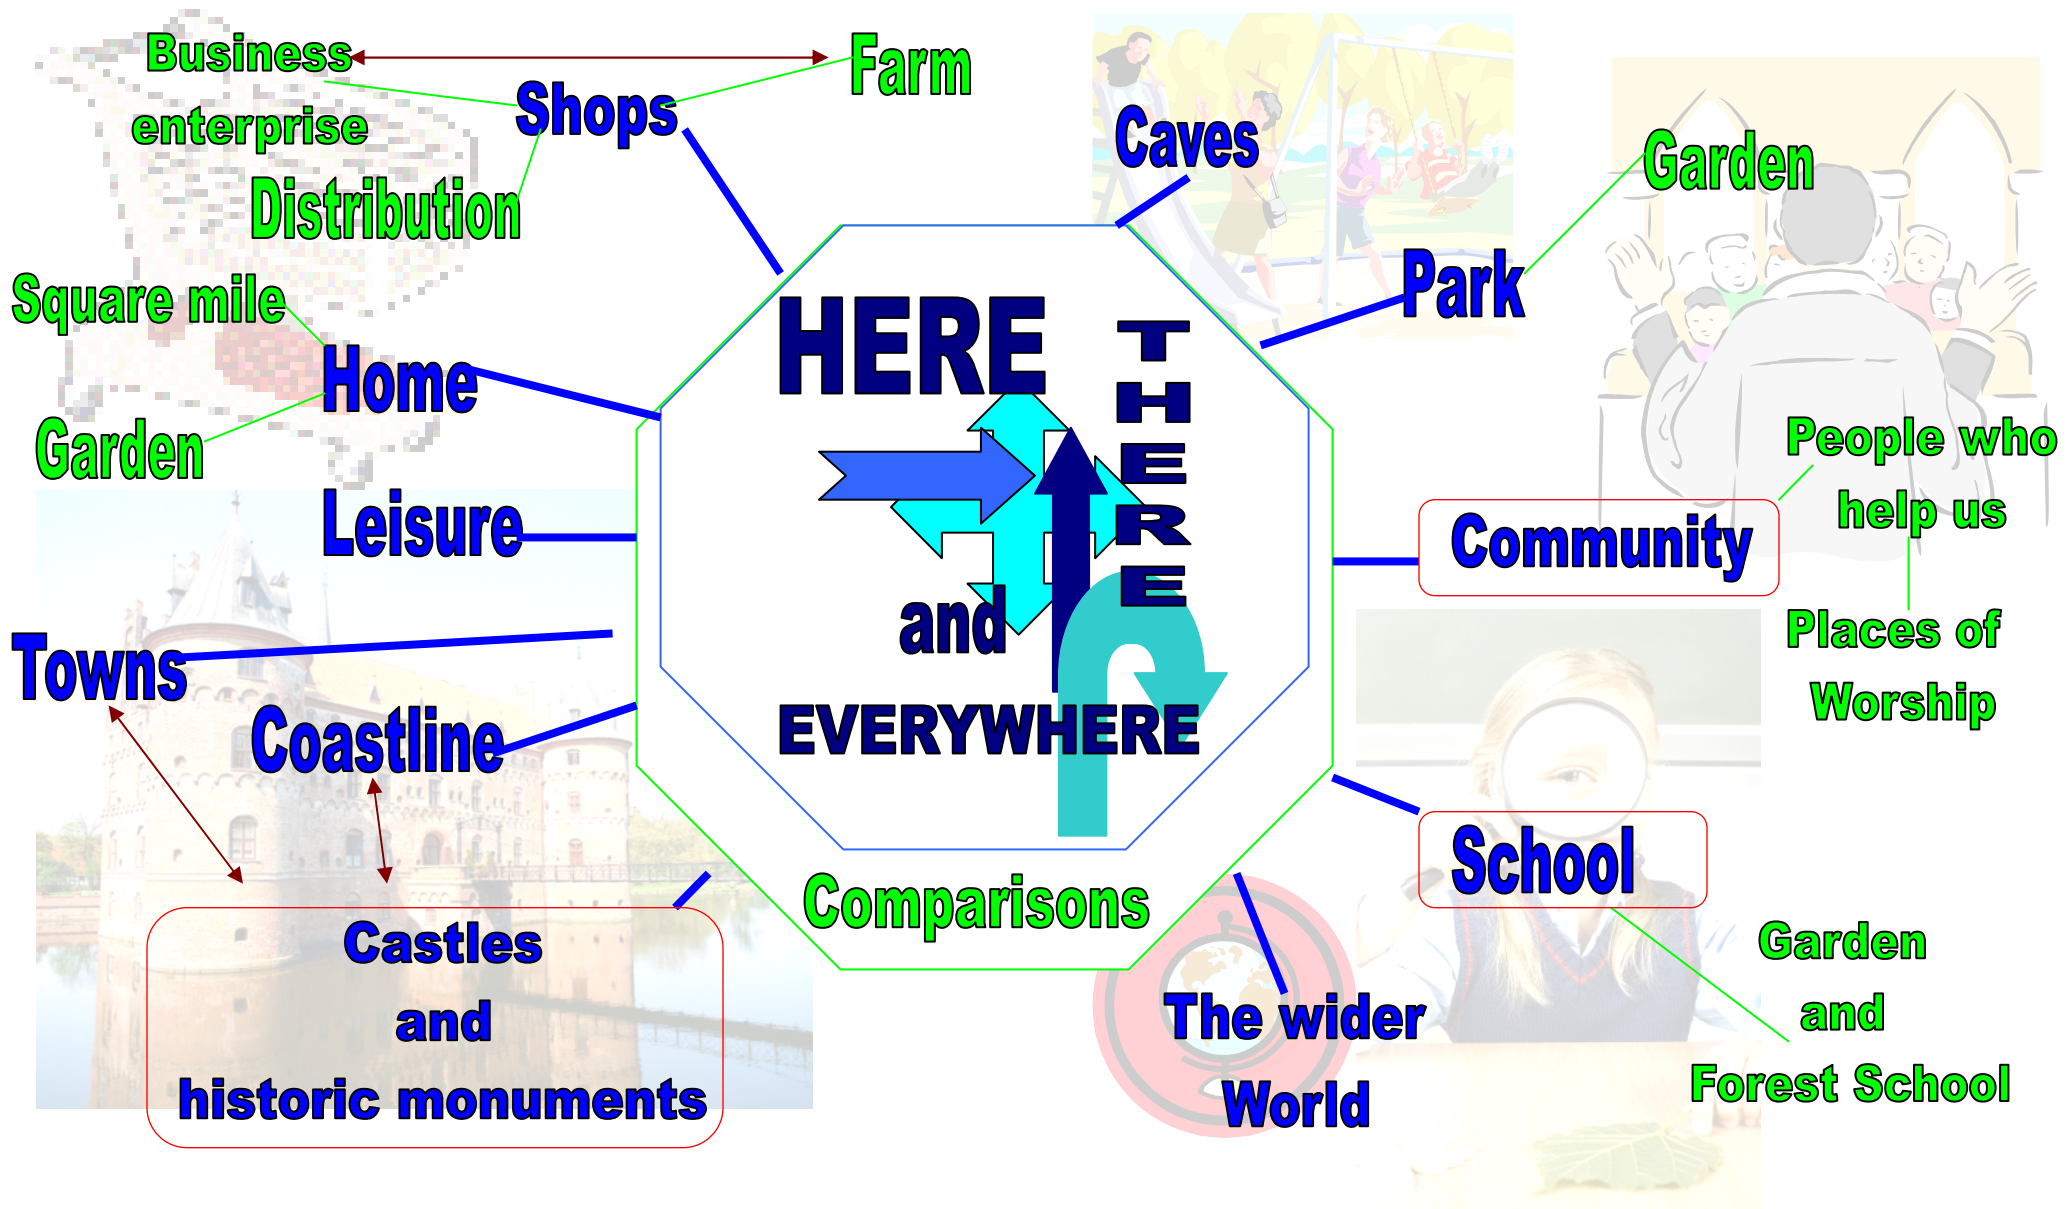 Business
enterprise
Farm
Shops
Distribution
Caves
Garden
Park
Square mile
Home
Garden
Leisure
Towns
Coastline
Castles
and
historic monuments
HERE
THERE
and
EVERYWHERE
Comparisons
People who
help us
Community
Places of
Worship
School
Garden
and
Forest School
The wider
World